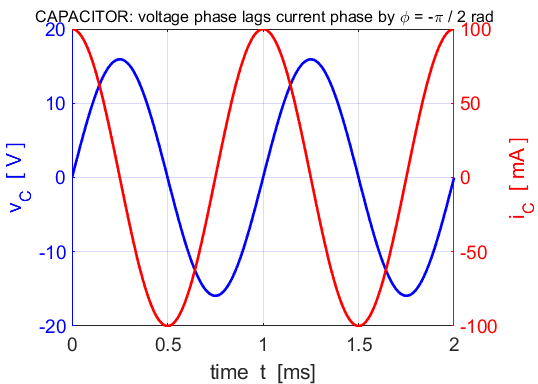 CAPACITOR: voltage phase lags current phase by ϕ = -π / 2 rad
20
10
0
-10
-20
v_C [ V ]
100
50
0
-50
-100
i_C [ mA ]
0 0.5 1 1.5 2
time t [ms]